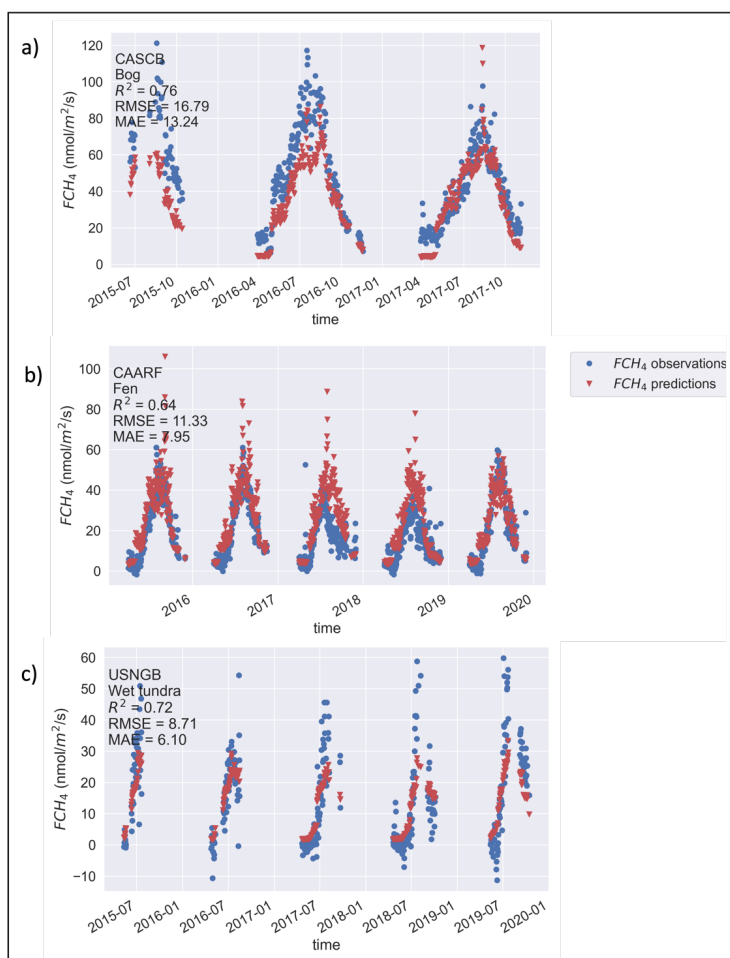 a)
120
100
80
60
40
20
0
FCH4 (nmol/m²/s)
CASCB
Bog
R² = 0.76
RMSE = 16.79
MAE = 13.24
2015-07
2015-10
2016-01
2016-04
2016-07
2016-10
2017-01
2017-04
2017-07
2017-10
time
b)
100
80
60
40
20
0
FCH4 (nmol/m²/s)
CAARF
Fen
R² = 0.64
RMSE = 11.33
MAE = 7.95
2016
2017
2018
2019
2020
time
FCH4 observations
FCH4 predictions
c)
60
50
40
30
20
10
0
−10
FCH4 (nmol/m²/s)
USNGB
Wet tundra
R² = 0.72
RMSE = 8.71
MAE = 6.10
2015-07
2016-01
2016-07
2017-01
2017-07
2018-01
2018-07
2019-01
2019-07
2020-01
time